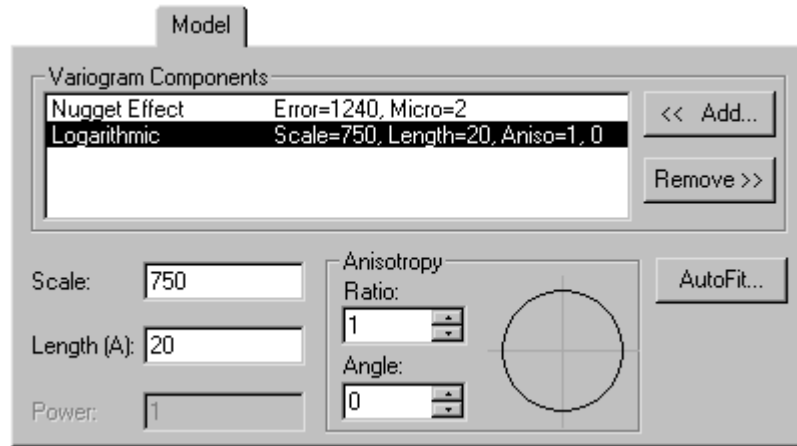 Model
Variogram Components
Nugget Effect Error=1240, Micro=2
Logarithmic Scale=750, Length=20, Aniso=1, 0
<< Add...
Remove >>
Scale: 750
Length (A): 20
Power: 1
Anisotropy
Ratio:
1
Angle:
0
AutoFit...